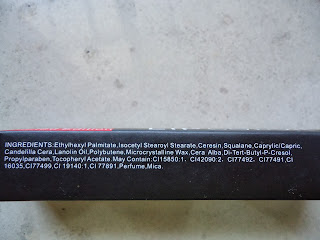 INGREDIENTS:Ethylhexyl Palmitate,Isocetyl Stearoyl Stearate,Ceresin,Squalane,Caprylic/Capric,
Candelilla Cera,Lanolin Oil,Polybutene,Microcrystalline Wax,Cera Alba,Di-Tert-Butyl-P-Cresol,
Propylparaben,Tocopheryl Acetate.May Contain:CI15850:1, CI42090:2, CI77492, CI77491,CI
16035,CI77499,CI 19140:1,CI 77891,Perfume,Mica.